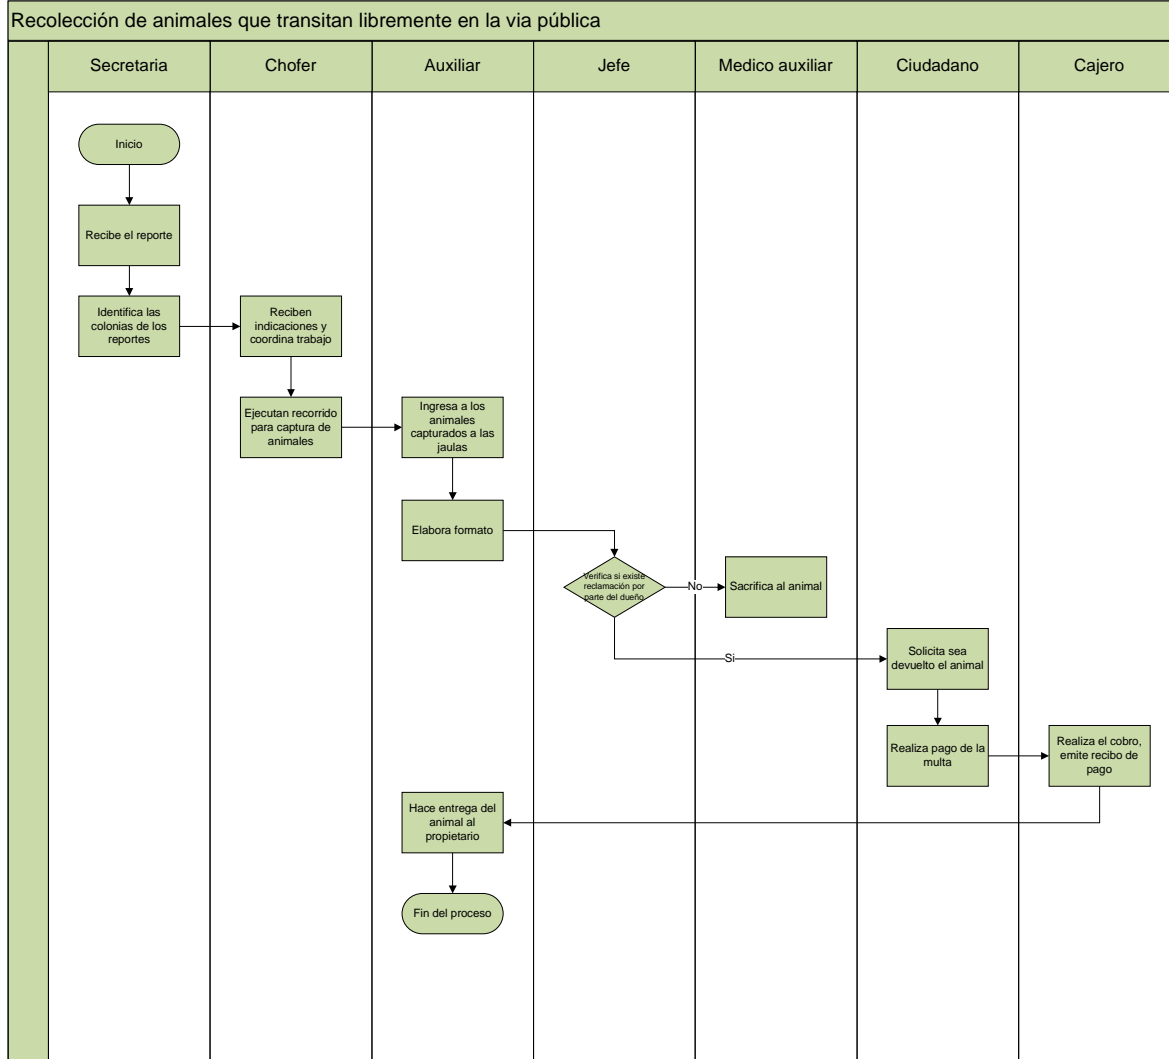 Recolección de animales que transitan libremente en la via pública
Secretaria
Chofer
Auxiliar
Jefe
Medico auxiliar
Ciudadano
Cajero
Inicio
Recibe el reporte
Identifica las
colonias de los
reportes
Reciben
indicaciones y
coordina trabajo
Ejecutan recorrido
para captura de
animales
Ingresa a los
animales
capturados a las
jaulas
Elabora formato
Verifica si existe
reclamación por
parte del dueño
No
Sacrifica al animal
Si
Solicita sea
devuelto el animal
Realiza pago de la
multa
Realiza el cobro,
emite recibo de
pago
Hace entrega del
animal al
propietario
Fin del proceso